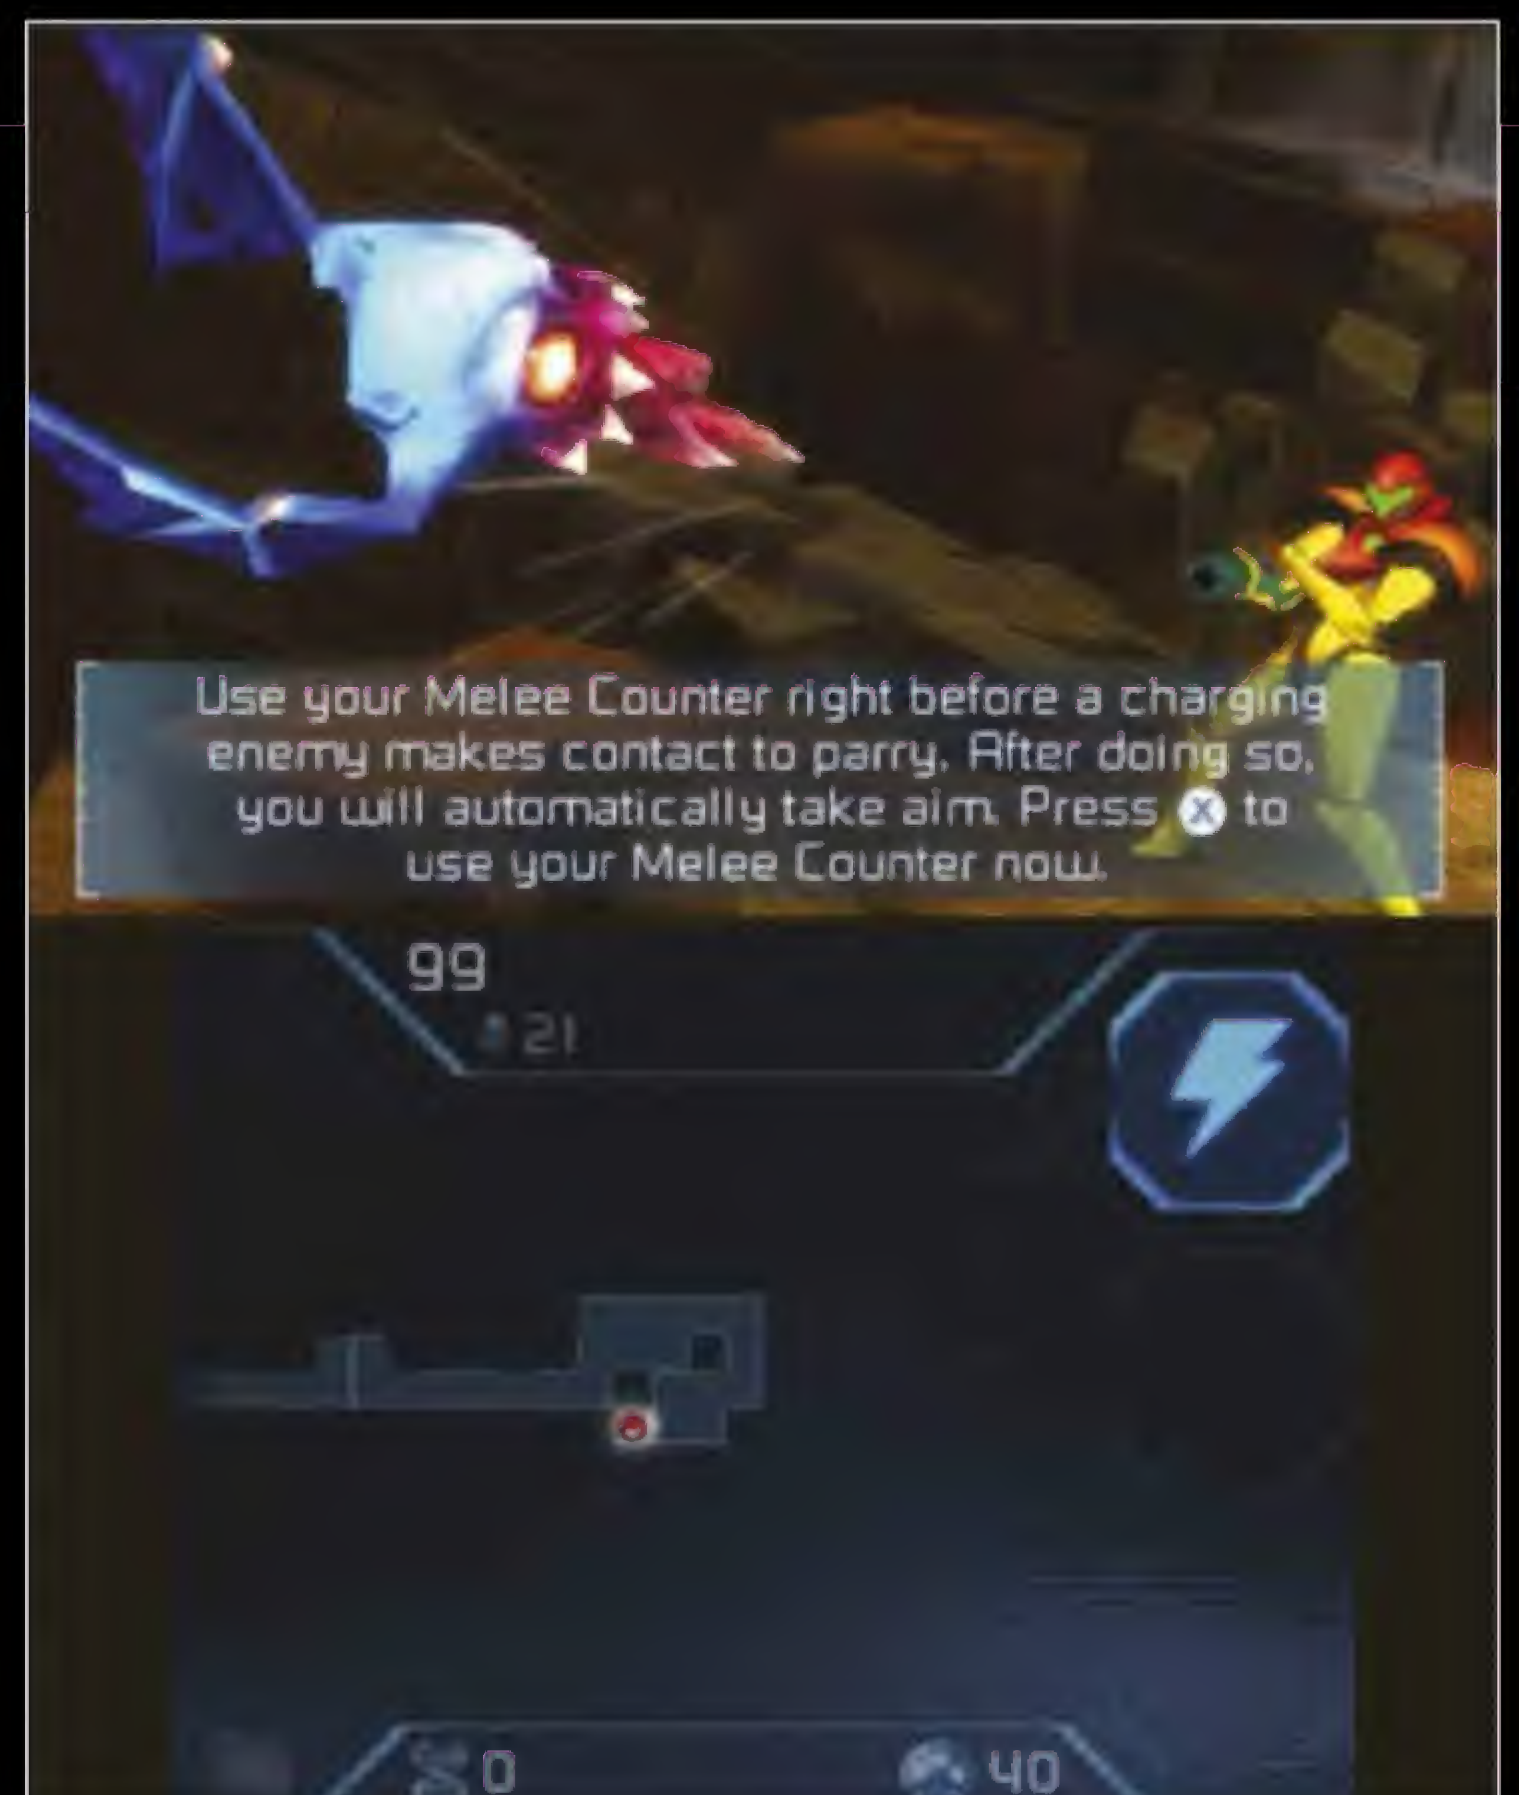 Use your Melee Counter right before a charging
enemy makes contact to parry. After doing so,
you will automatically take aim. Press X to
use your Melee Counter now.
99
21
0
40